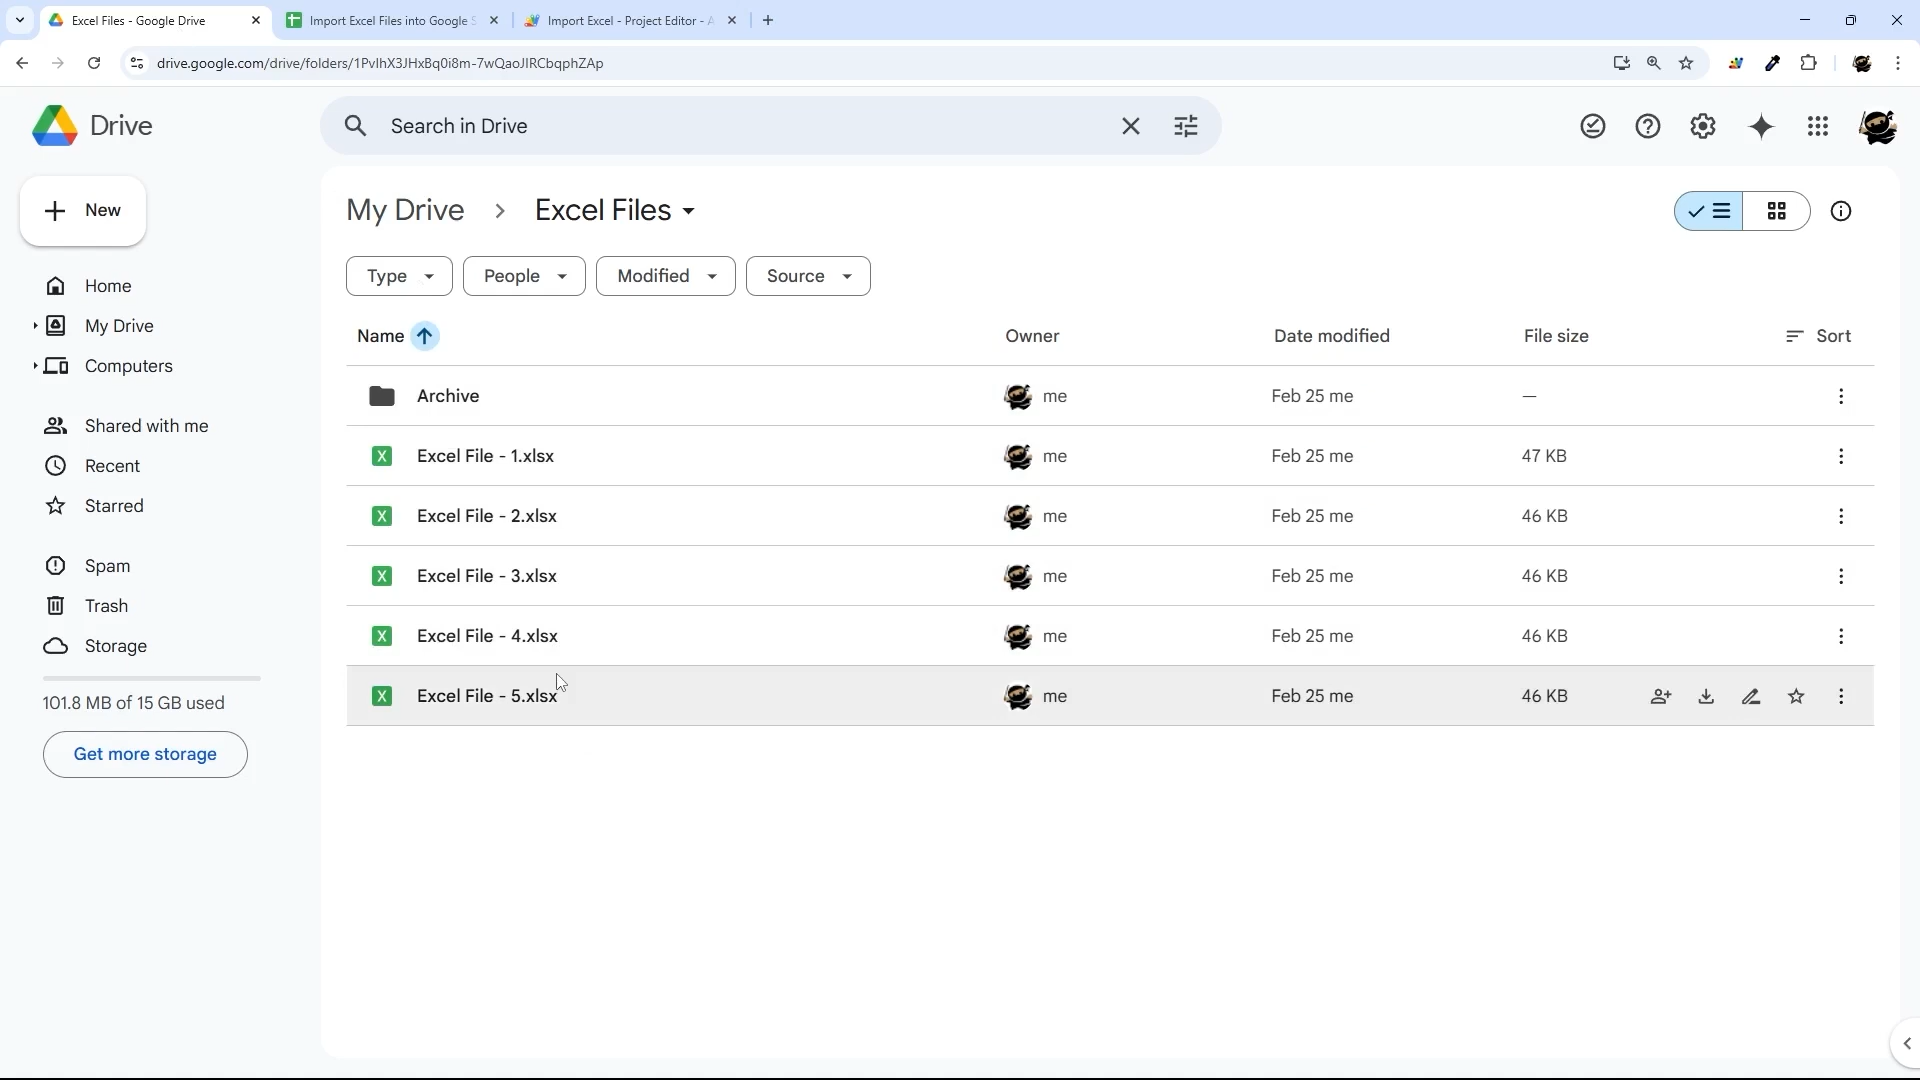 Excel Files - Google Drive
Import Excel Files into Google S
Import Excel - Project Editor - A
drive.google.com/drive/folders/1PvIhX3JHxBq0i8m-7wQaoJIRCbqphZAp
Drive
Search in Drive
New
My Drive > Excel Files
Type People Modified Source
Home
My Drive
Computers
Shared with me
Recent
Starred
Spam
Trash
Storage
101.8 MB of 15 GB used
Get more storage
Name Owner Date modified File size Sort
Archive me Feb 25 me —
Excel File - 1.xlsx me Feb 25 me 47 KB
Excel File - 2.xlsx me Feb 25 me 46 KB
Excel File - 3.xlsx me Feb 25 me 46 KB
Excel File - 4.xlsx me Feb 25 me 46 KB
Excel File - 5.xlsx me Feb 25 me 46 KB